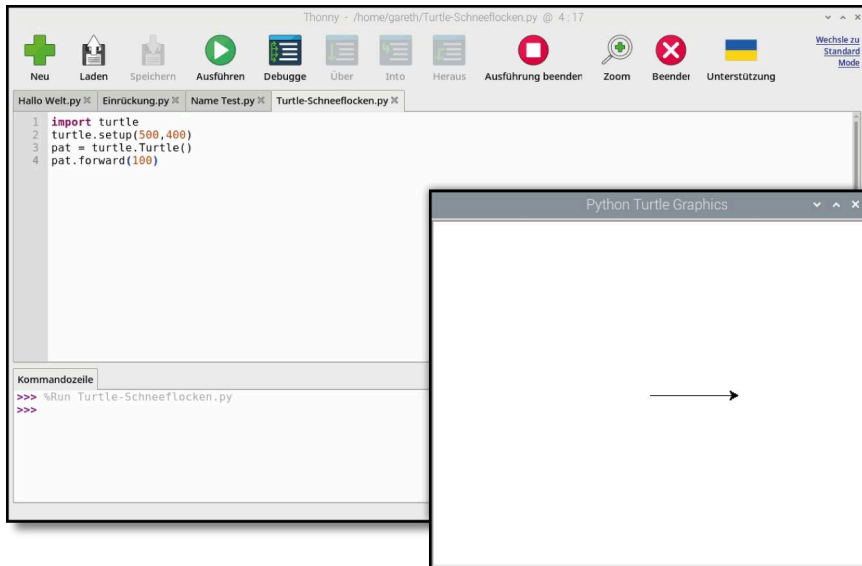 Thonny - /home/gareth/Turtle-Schneeflocken.py @ 4:17
Neu Laden Speichern Ausführen Debugge Über Into Heraus Ausführung beenden Zoom Beender Unterstützung
Wechsle zu
Standard
Mode
Hallo Welt.py Einrückung.py Name Test.py Turtle-Schneeflocken.py
1 import turtle
2 turtle.setup(500,400)
3 pat = turtle.Turtle()
4 pat.forward(100)
Python Turtle Graphics
Kommandozeile
>>> %Run Turtle-Schneeflocken.py
>>>